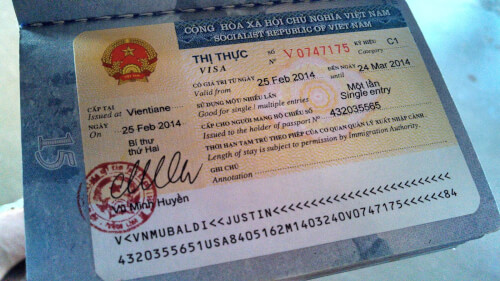 CỘNG HÒA XÃ HỘI CHỦ NGHĨA VIỆT NAM
SOCIALIST REPUBLIC OF VIET NAM
THỊ THỰC SỐ V0747175 KÝ HIỆU C1
VISA N° Category
CÓ GIÁ TRỊ TỪ NGÀY 25 Feb 2014 ĐẾN NGÀY 24 Mar 2014
Valid from until
CẤP TẠI Vientiane SỬ DỤNG MỘT/NHIỀU LẦN Một lần
Issued at Good for single / multiple entries Single entry
NGÀY 25 Feb 2014 CẤP CHO NGƯỜI MANG HỘ CHIẾU SỐ 432035565
On Issued to the holder of passport N°
Bí thư
thứ Hai
THỜI HẠN TẠM TRÚ THEO PHÉP CỦA CƠ QUAN QUẢN LÝ XUẤT NHẬP CẢNH.
Length of stay is subject to permission by Immigration Authority.
GHI CHÚ
Annotation
Vũ Minh Huyền
15
V<VNMUBALDI<<JUSTIN<<<<<<<<<<<<<<<<<<<<<<<<<
4320355651USA8405162M1403240V0747175<<<<<<84